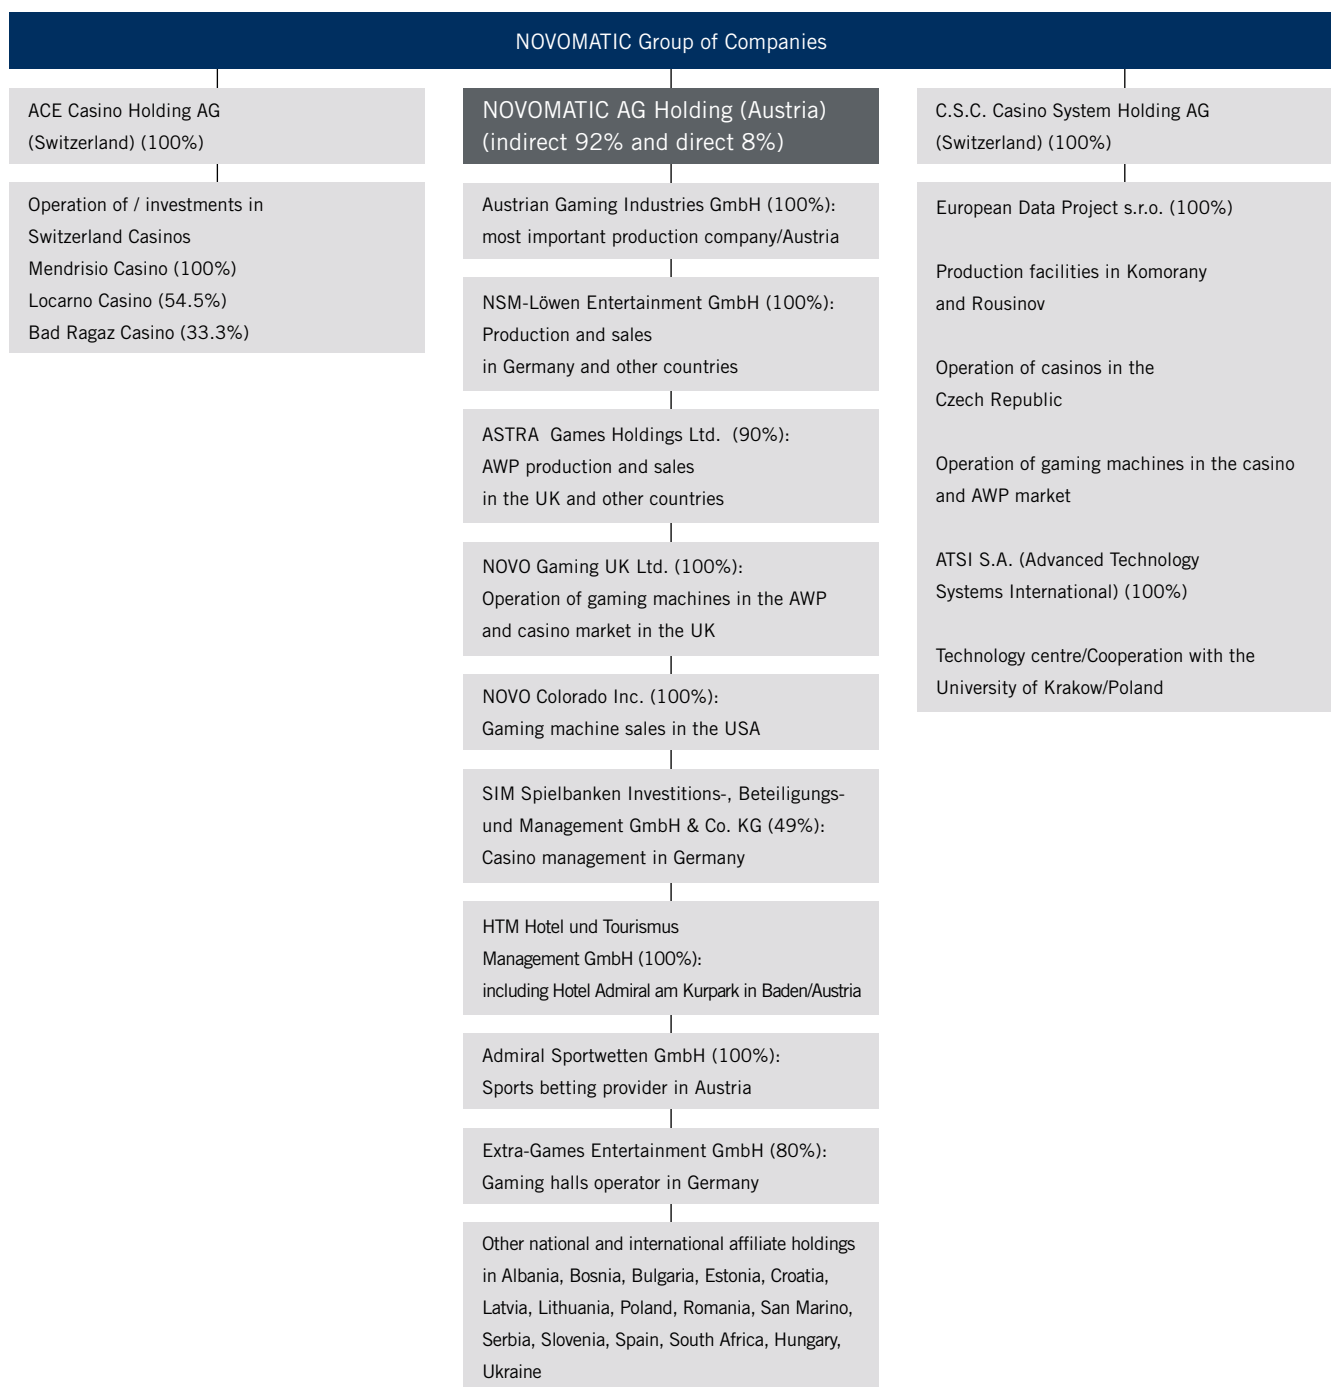 NOVOMATIC Group of Companies
ACE Casino Holding AG
(Switzerland) (100%)
Operation of / investments in
Switzerland Casinos
Mendrisio Casino (100%)
Locarno Casino (54.5%)
Bad Ragaz Casino (33.3%)
NOVOMATIC AG Holding (Austria)
(indirect 92% and direct 8%)
Austrian Gaming Industries GmbH (100%):
most important production company/Austria
NSM-Löwen Entertainment GmbH (100%):
Production and sales
in Germany and other countries
ASTRA Games Holdings Ltd. (90%):
AWP production and sales
in the UK and other countries
NOVO Gaming UK Ltd. (100%):
Operation of gaming machines in the AWP
and casino market in the UK
NOVO Colorado Inc. (100%):
Gaming machine sales in the USA
SIM Spielbanken Investitions-, Beteiligungs-
und Management GmbH & Co. KG (49%):
Casino management in Germany
HTM Hotel und Tourismus
Management GmbH (100%):
including Hotel Admiral am Kurpark in Baden/Austria
Admiral Sportwetten GmbH (100%):
Sports betting provider in Austria
Extra-Games Entertainment GmbH (80%):
Gaming halls operator in Germany
Other national and international affiliate holdings
in Albania, Bosnia, Bulgaria, Estonia, Croatia,
Latvia, Lithuania, Poland, Romania, San Marino,
Serbia, Slovenia, Spain, South Africa, Hungary,
Ukraine
C.S.C. Casino System Holding AG
(Switzerland) (100%)
European Data Project s.r.o. (100%)
Production facilities in Komorany
and Rousinov
Operation of casinos in the
Czech Republic
Operation of gaming machines in the casino
and AWP market
ATSI S.A. (Advanced Technology
Systems International) (100%)
Technology centre/Cooperation with the
University of Krakow/Poland